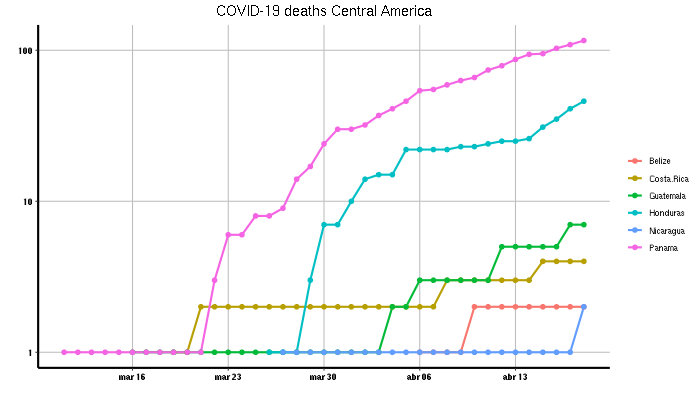 COVID-19 deaths Central America
100
10
1
mar 16
mar 23
mar 30
abr 06
abr 13
Belize
Costa.Rica
Guatemala
Honduras
Nicaragua
Panama